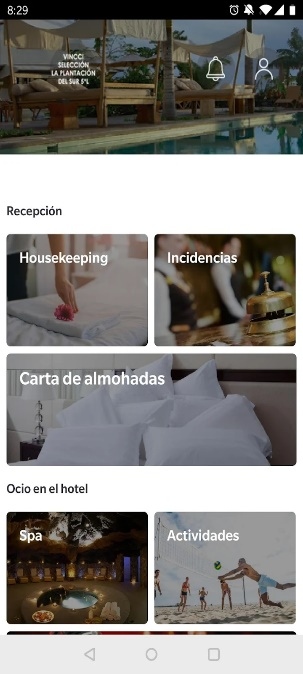 8:29
VINCCI
SELECCIÓN
LA PLANTACIÓN
DEL SUR 5*L
Recepción
Housekeeping
Incidencias
Carta de almohadas
Ocio en el hotel
Spa
Actividades